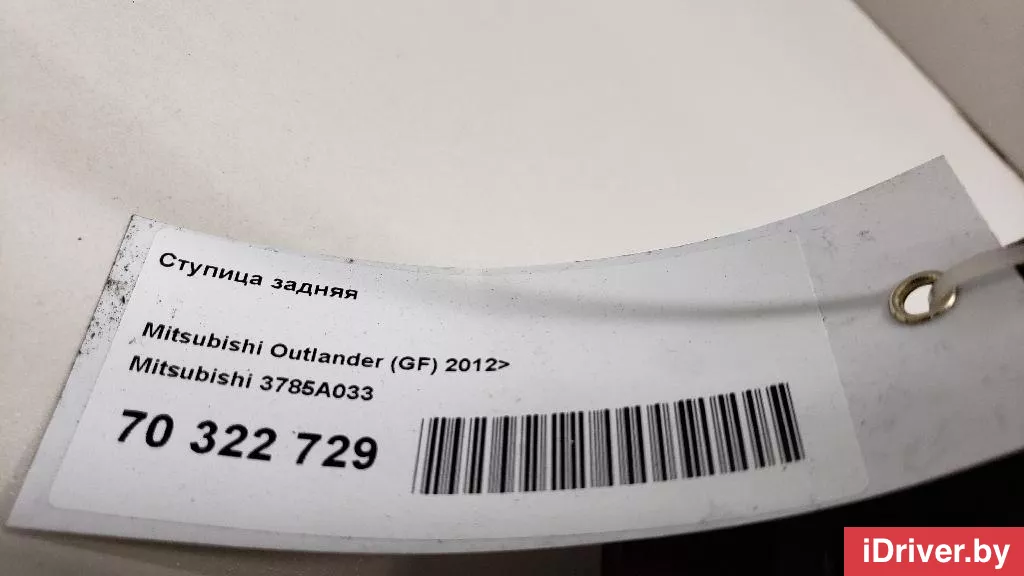 Ступица задняя
Mitsubishi Outlander (GF) 2012>
Mitsubishi 3785A033
70 322 729
iDriver.by